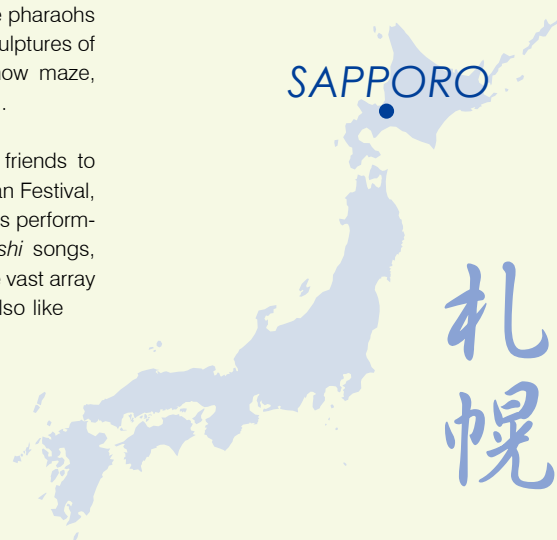 pharaohs
ulptures of
ow maze,
.
friends to
an Festival,
s perform-
shi songs,
vast array
lso like
SAPPORO
札
幌